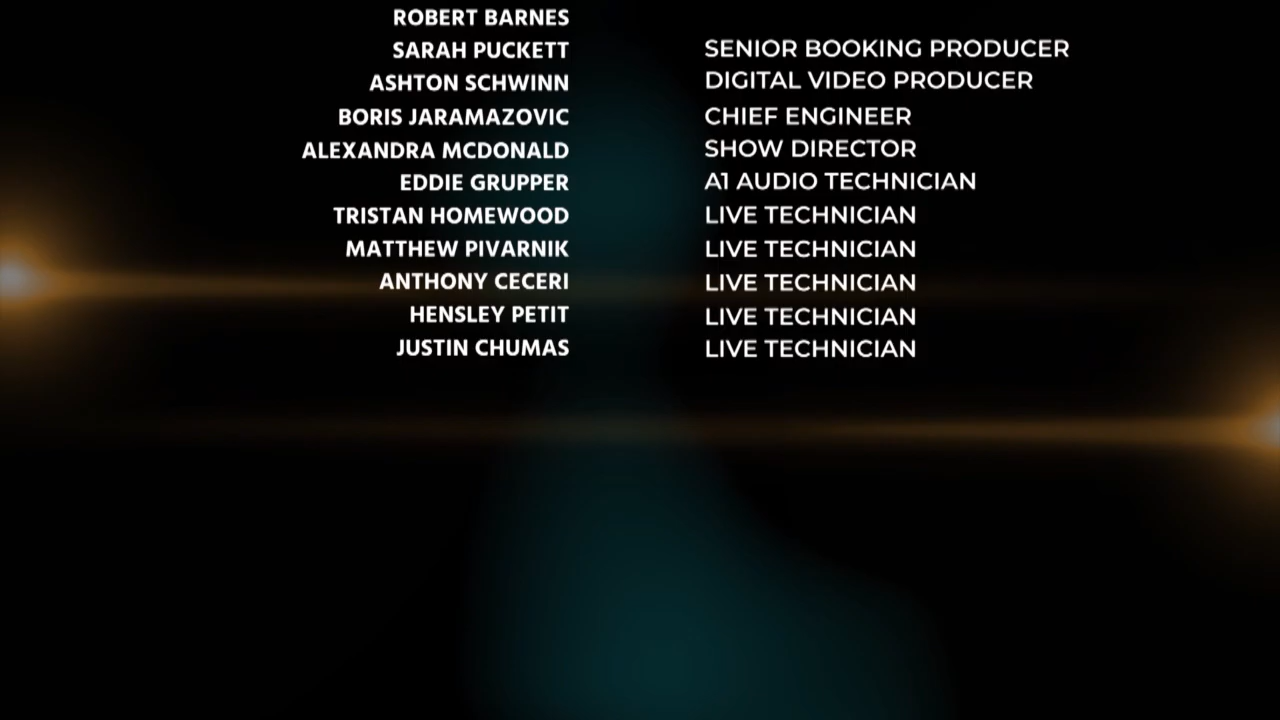 ROBERT BARNES
SARAH PUCKETT SENIOR BOOKING PRODUCER
ASHTON SCHWINN DIGITAL VIDEO PRODUCER
BORIS JARAMAZOVIC CHIEF ENGINEER
ALEXANDRA MCDONALD SHOW DIRECTOR
EDDIE GRUPPER A1 AUDIO TECHNICIAN
TRISTAN HOMEWOOD LIVE TECHNICIAN
MATTHEW PIVARNIK LIVE TECHNICIAN
ANTHONY CECERI LIVE TECHNICIAN
HENSLEY PETIT LIVE TECHNICIAN
JUSTIN CHUMAS LIVE TECHNICIAN